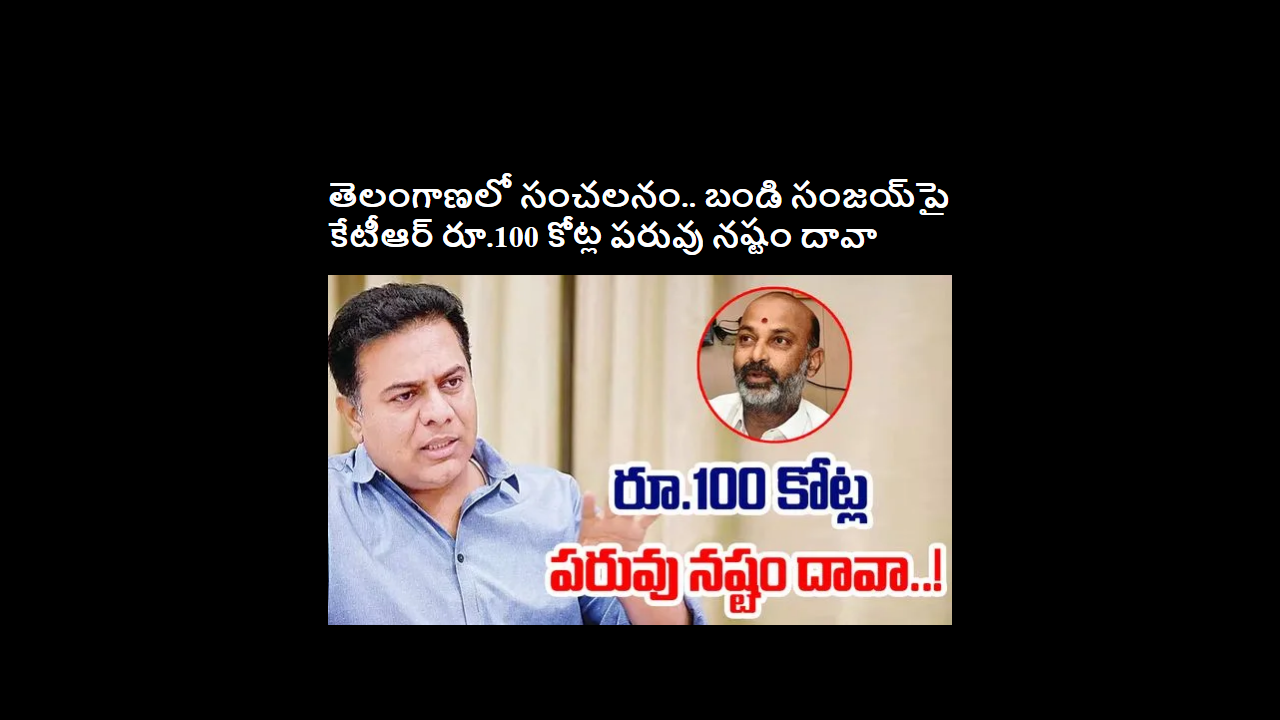 తెలంగాణలో సంచలనం.. బండి సంజయ్‌పై
కేటీఆర్ రూ.100 కోట్ల పరువు నష్టం దావా
రూ.100 కోట్ల
పరువు నష్టం దావా..!